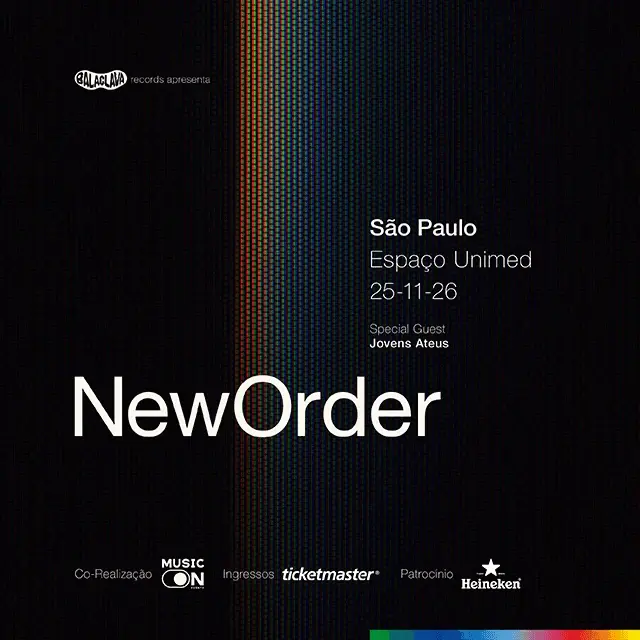 BALACLAVA records apresenta
São Paulo
Espaço Unimed
25-11-26
Special Guest
Jovens Ateus
NewOrder
Co-Realização MUSIC ON EVENTS Ingressos ticketmaster® Patrocínio Heineken®